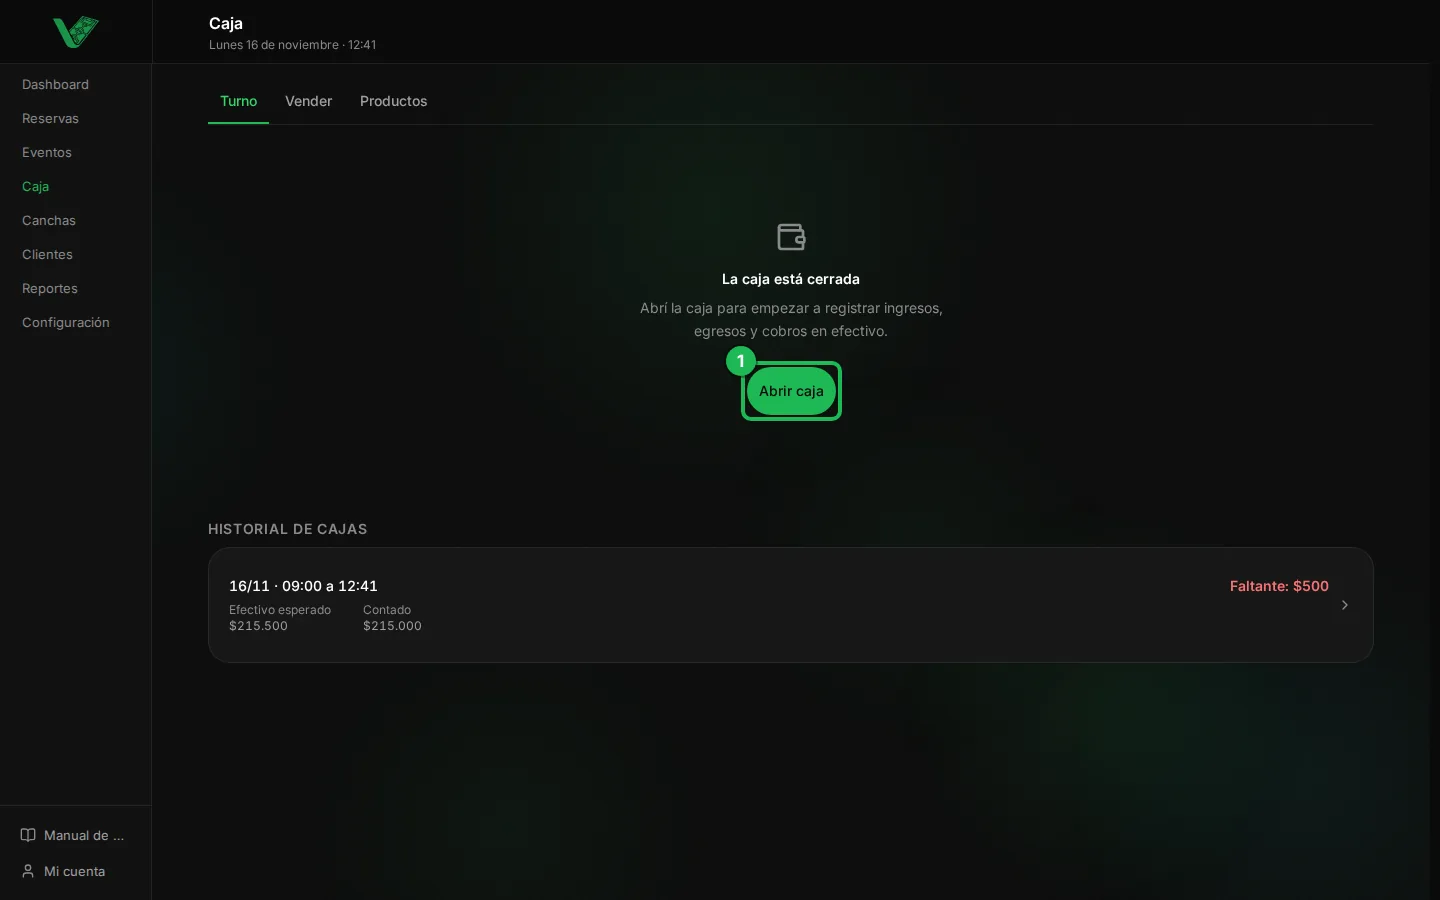 Caja
Lunes 16 de noviembre · 12:41
Dashboard
Reservas
Eventos
Caja
Canchas
Clientes
Reportes
Configuración
Manual de ...
Mi cuenta
Turno
Vender
Productos
La caja está cerrada
Abrí la caja para empezar a registrar ingresos,
egresos y cobros en efectivo.
1
Abrir caja
HISTORIAL DE CAJAS
16/11 · 09:00 a 12:41
Faltante: $500
Efectivo esperado
Contado
$215.500
$215.000